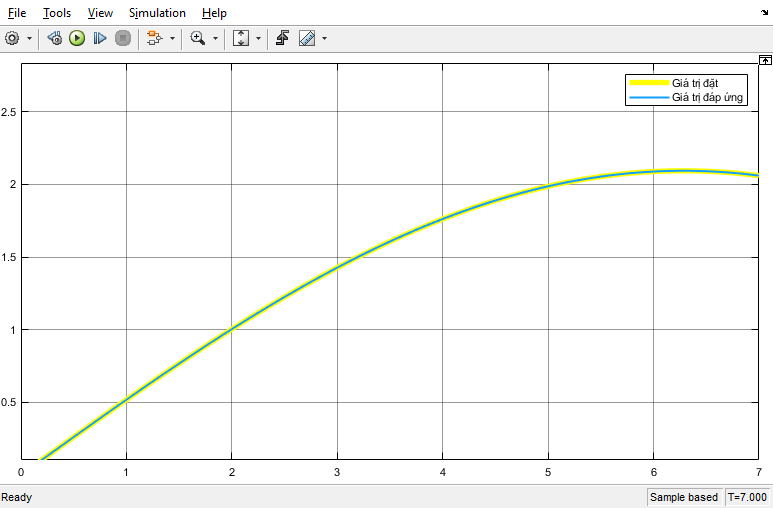 File Tools View Simulation Help
Giá trị đặt
Giá trị đáp ứng
2.5
2
1.5
1
0.5
0 1 2 3 4 5 6 7
Ready Sample based T=7.000